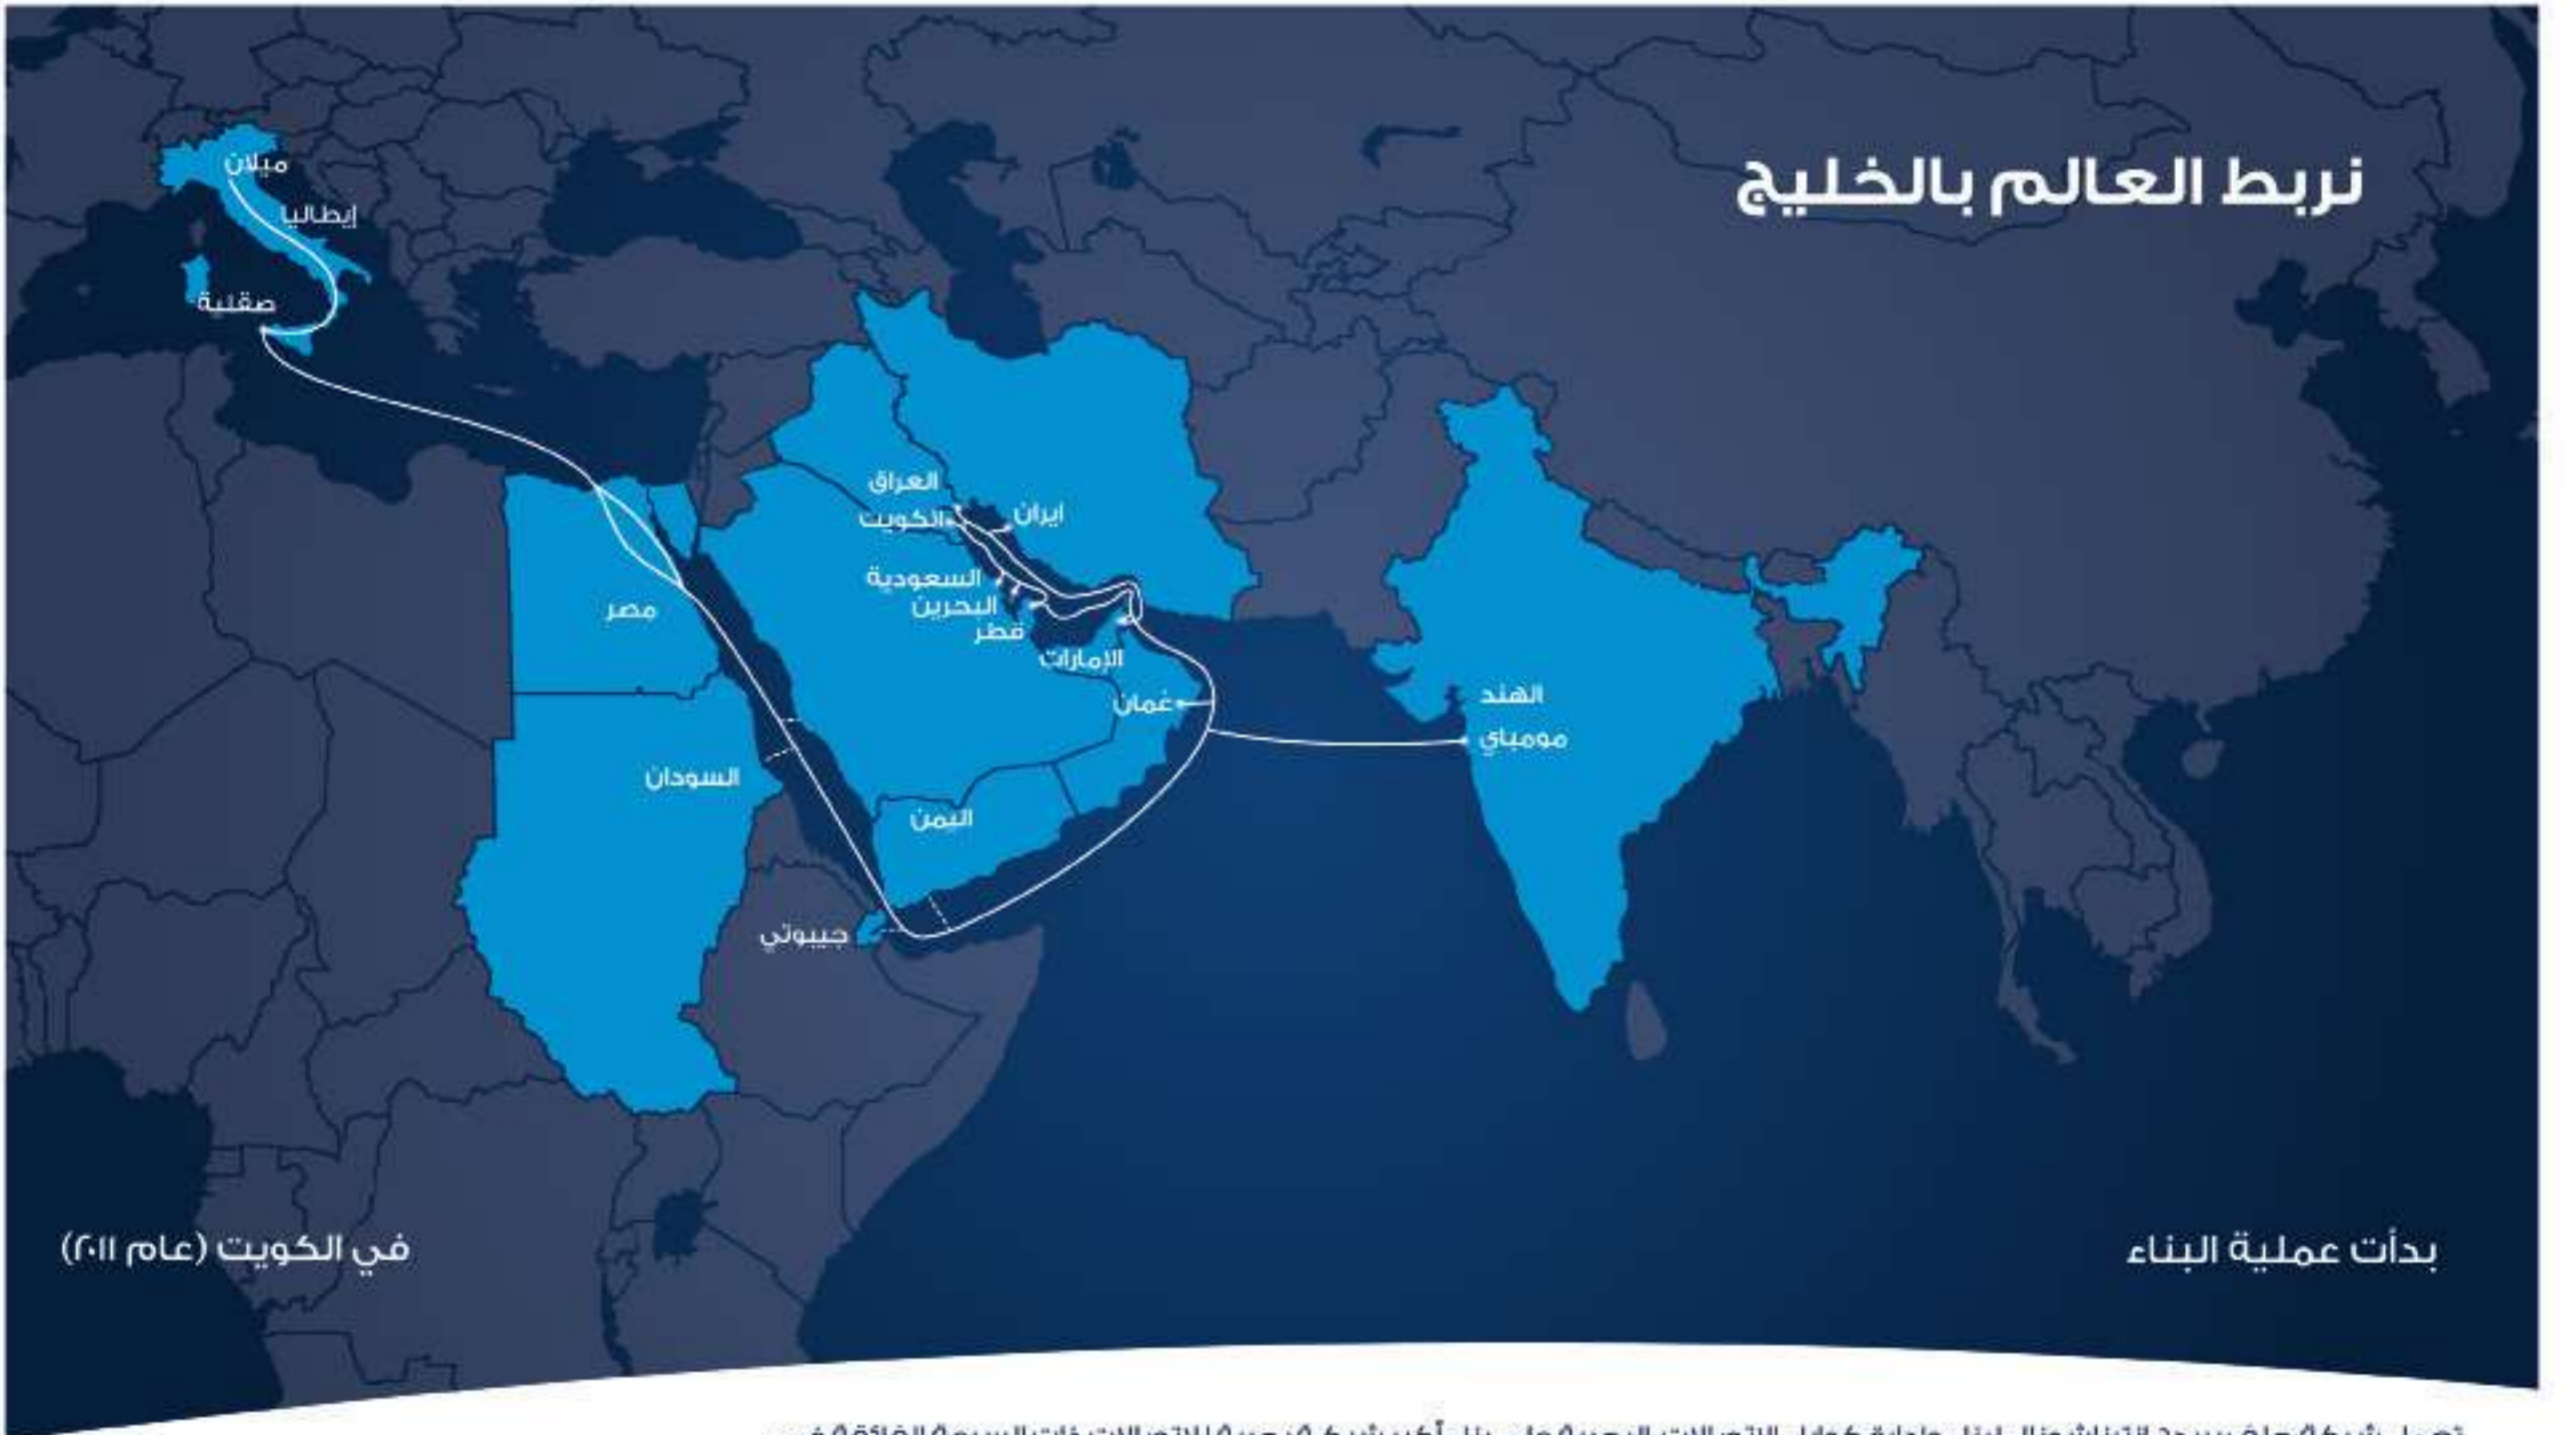 نربط العالم بالخليج
ميلان
إيطاليا
صقلية
العراق
الكويت
ايران
السعودية
البحرين
قطر
الإمارات
عُمان
مصر
السودان
اليمن
جيبوتي
الهند
مومباي
بدأت عملية البناء
في الكويت (عام ٢٠١١)